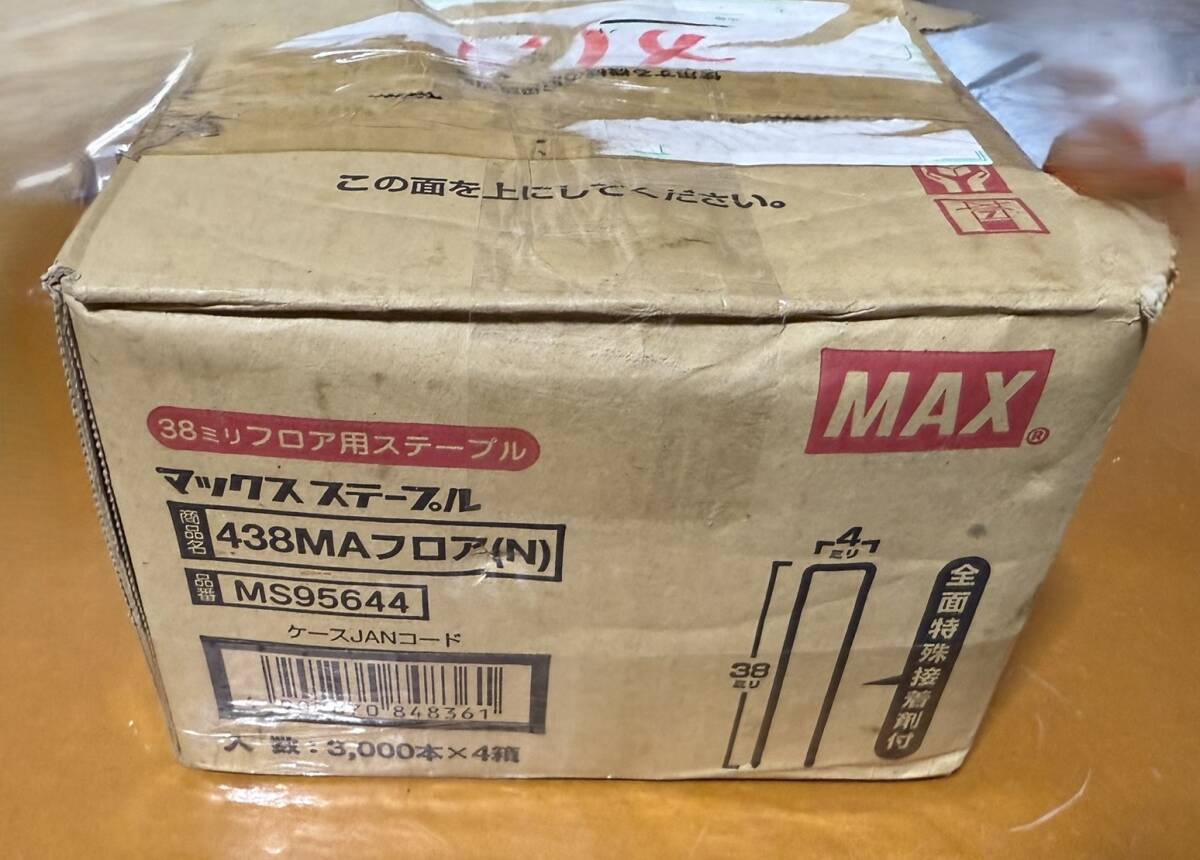 この面を上にしてください。
MAX®
38ミリフロア用ステープル
マックス ステープル
商品名 438MAフロア(N)
品番 MS95644
ケースJANコード
848361
入数：3,000本×4箱
4ミリ
38ミリ
全面特殊接着剤付